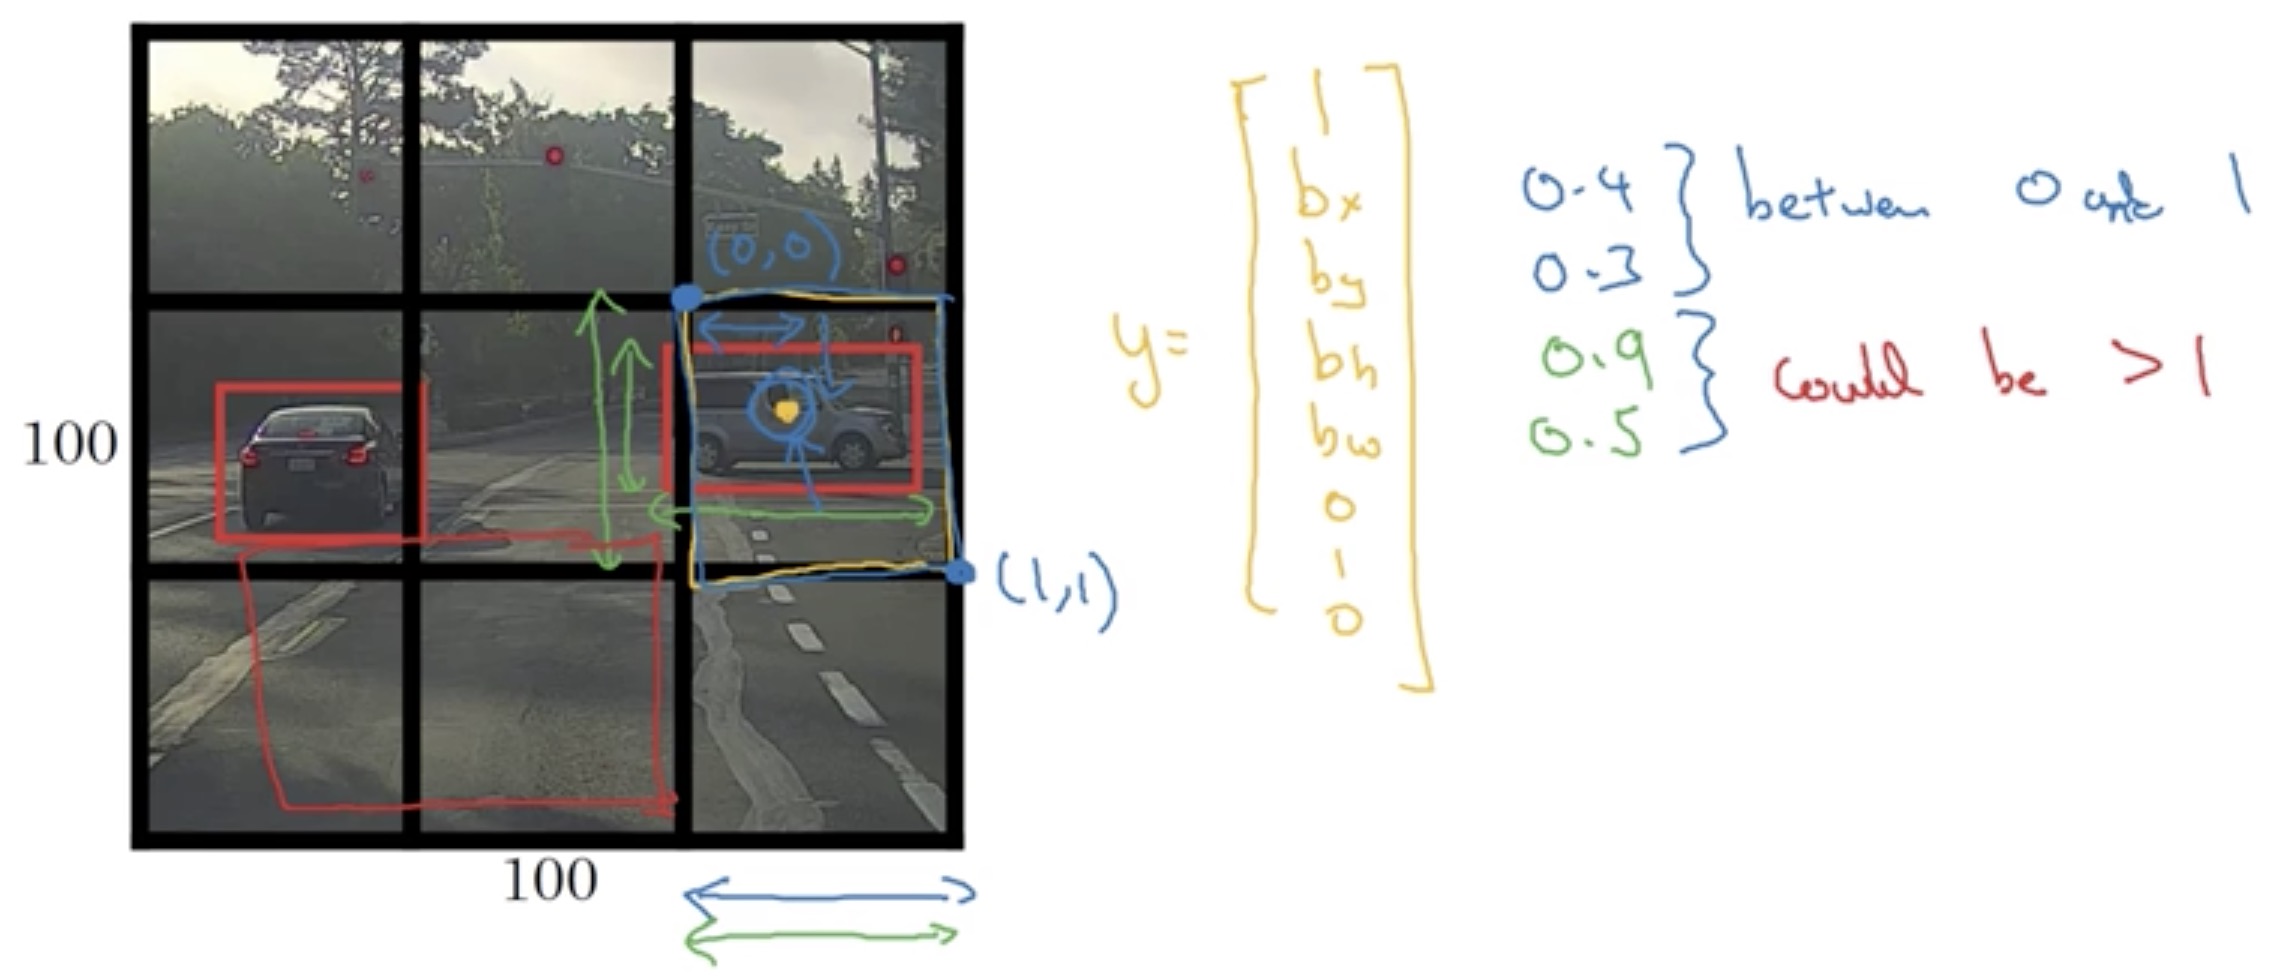 (0,0)
100
(1,1)
100
y=
1
bx
by
bh
bw
0
1
0
0.4
0.3
between 0 and 1
0.9
0.5
could be > 1